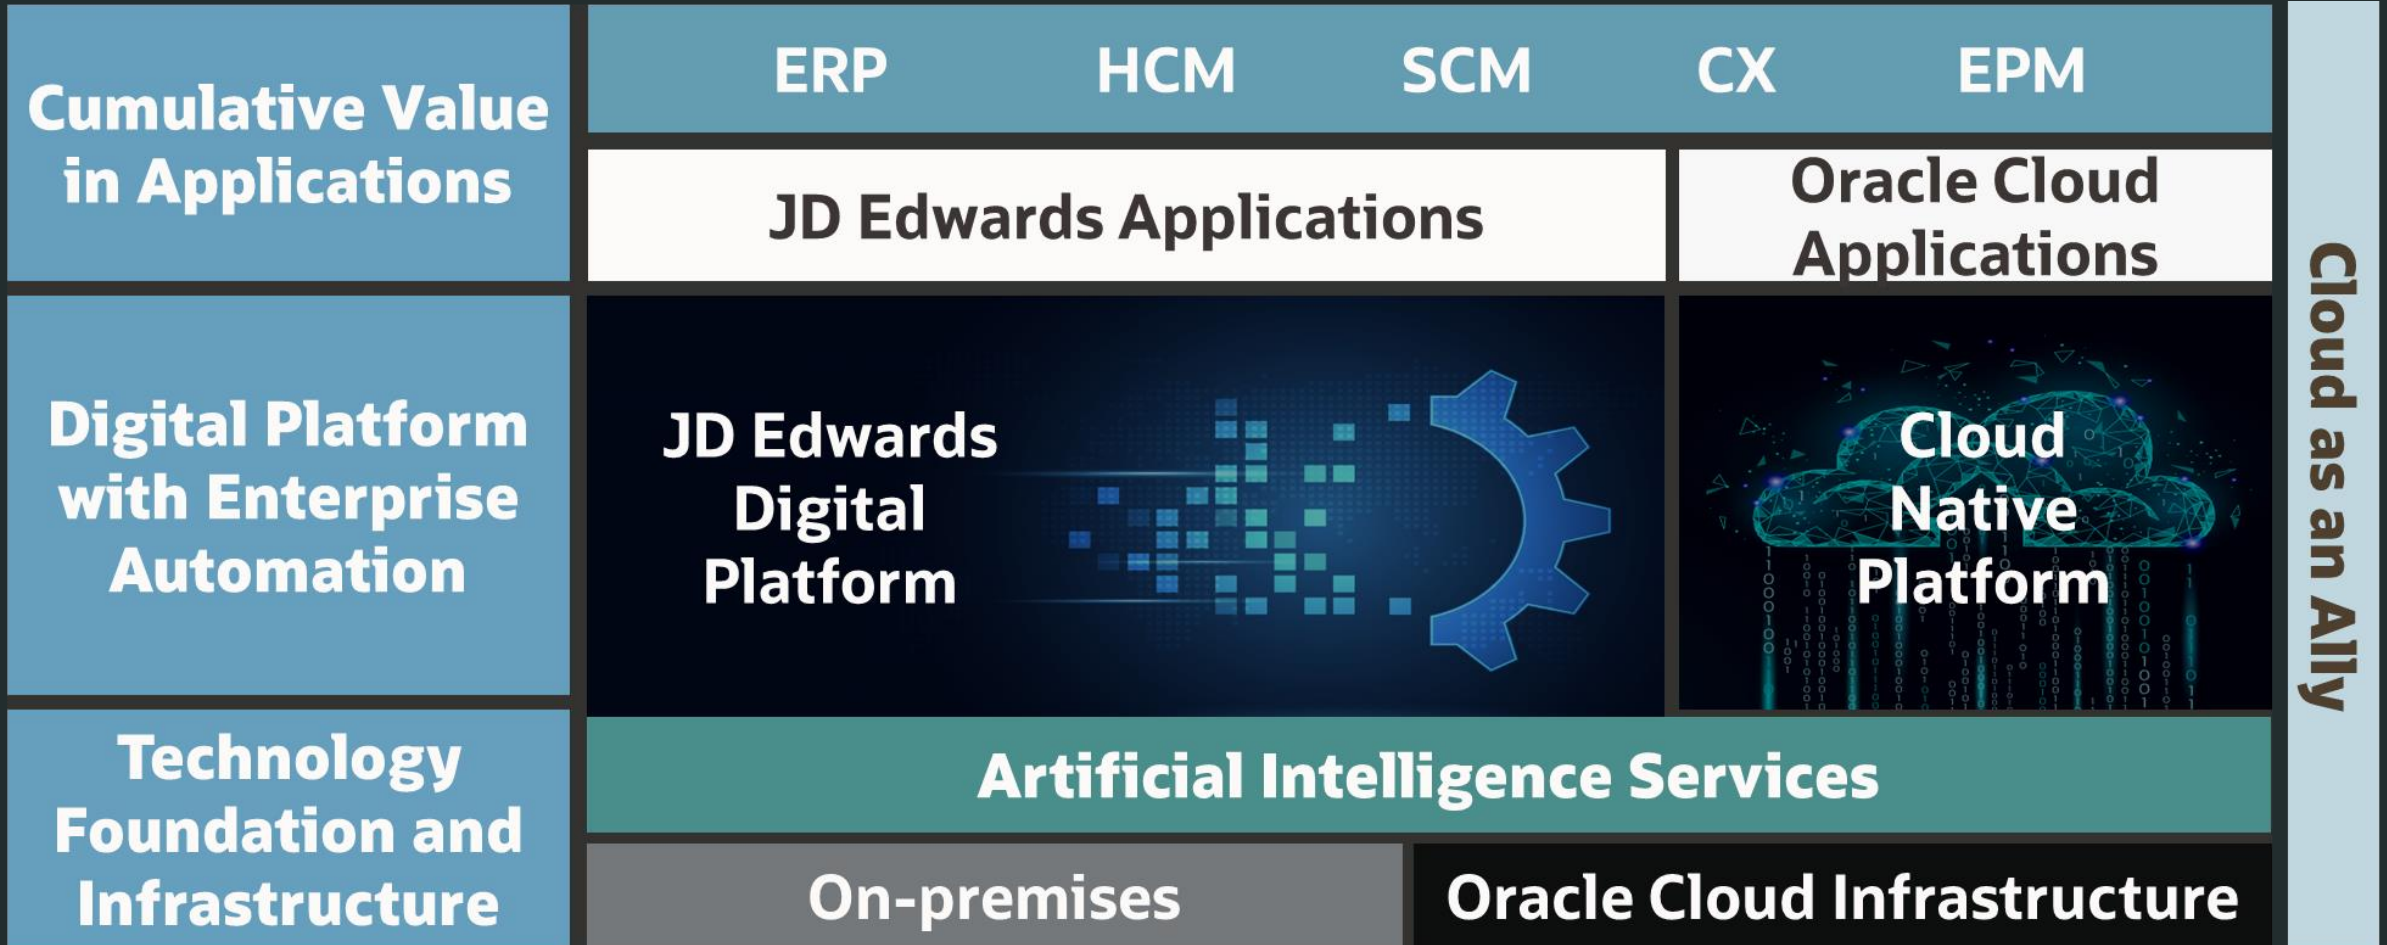 Cumulative Value
in Applications
ERP HCM SCM CX EPM
JD Edwards Applications
Oracle Cloud
Applications
Digital Platform
with Enterprise
Automation
JD Edwards
Digital
Platform
Cloud
Native
Platform
Technology
Foundation and
Infrastructure
Artificial Intelligence Services
On-premises
Oracle Cloud Infrastructure
Cloud as an Ally